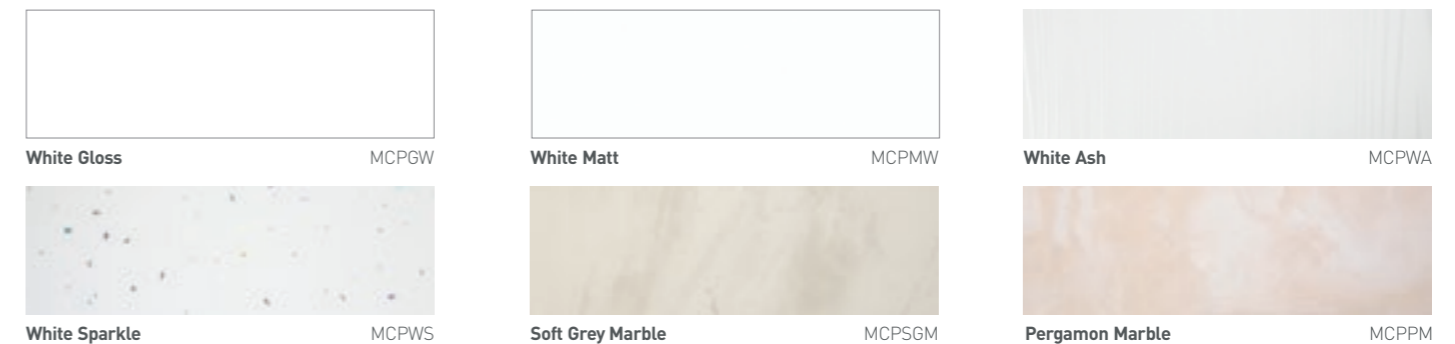 White Gloss MCPGW
White Matt MCPMW
White Ash MCPWA
White Sparkle MCPWS
Soft Grey Marble MCPSGM
Pergamon Marble MCPPM